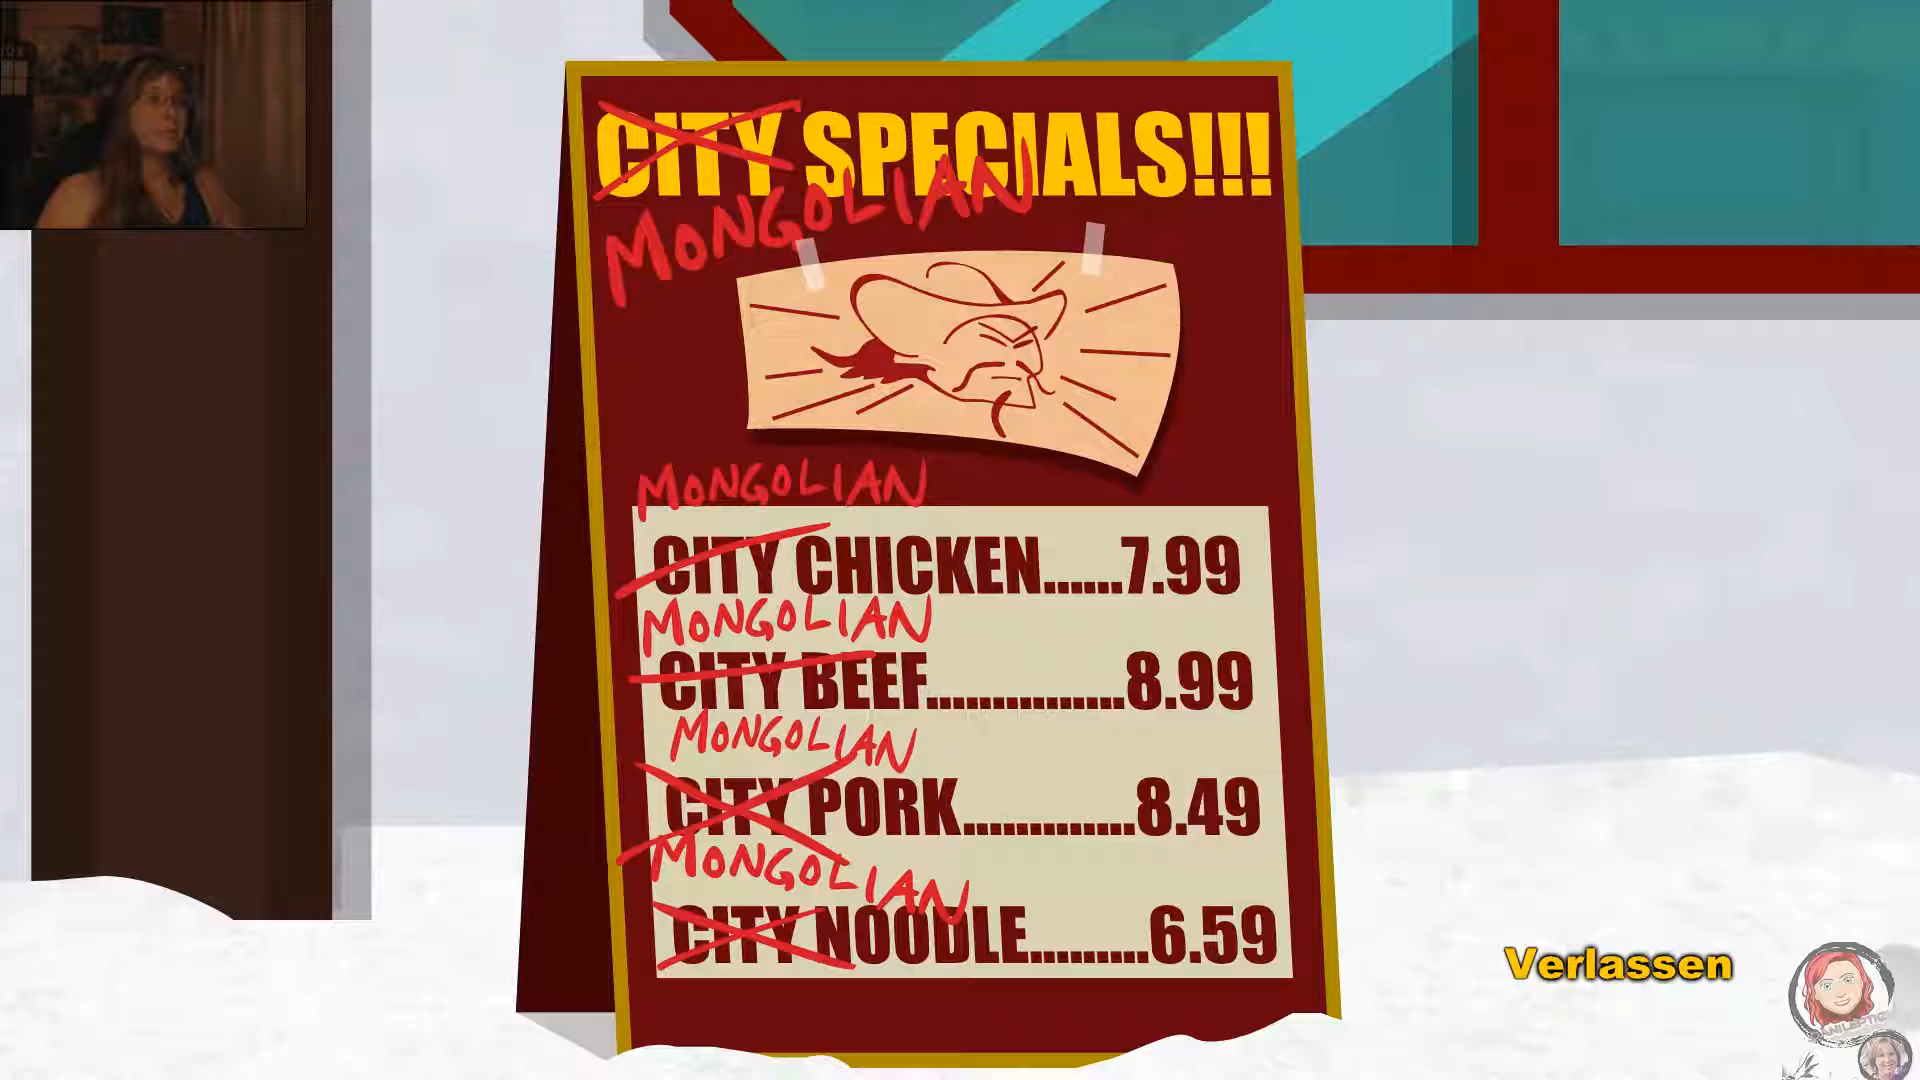 CITY SPECIALS!!!
MONGOLIAN
MONGOLIAN
CITY CHICKEN......7.99
MONGOLIAN
CITY BEEF...............8.99
MONGOLIAN
CITY PORK.............8.49
MONGOLIAN
CITY NOODLE.........6.59
Verlassen